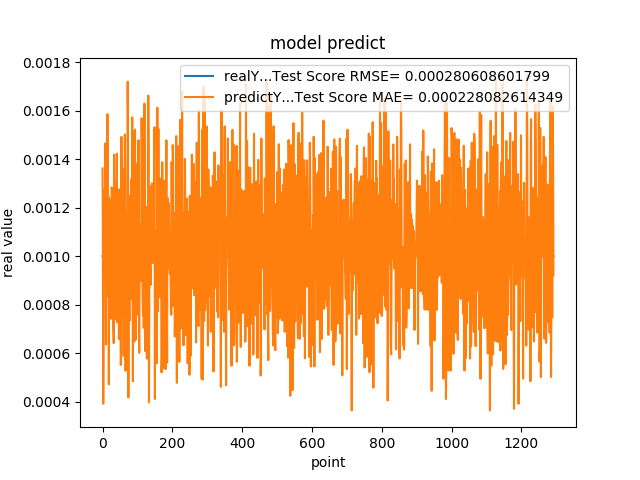 model predict
realY...Test Score RMSE= 0.000280608601799
predictY...Test Score MAE= 0.000228082614349
0.0018
0.0016
0.0014
0.0012
0.0010
0.0008
0.0006
0.0004
real value
0 200 400 600 800 1000 1200
point